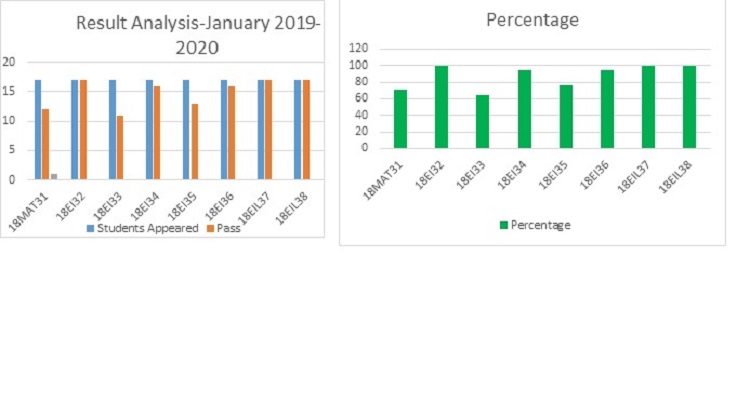 Result Analysis-January 2019-
2020
20
15
10
5
0
18MAT31
18EI32
18EI33
18EI34
18EI35
18EI36
18EIL37
18EIL38
Students Appeared Pass
Percentage
120
100
80
60
40
20
0
18MAT31
18EI32
18EI33
18EI34
18EI35
18EI36
18EIL37
18EIL38
Percentage